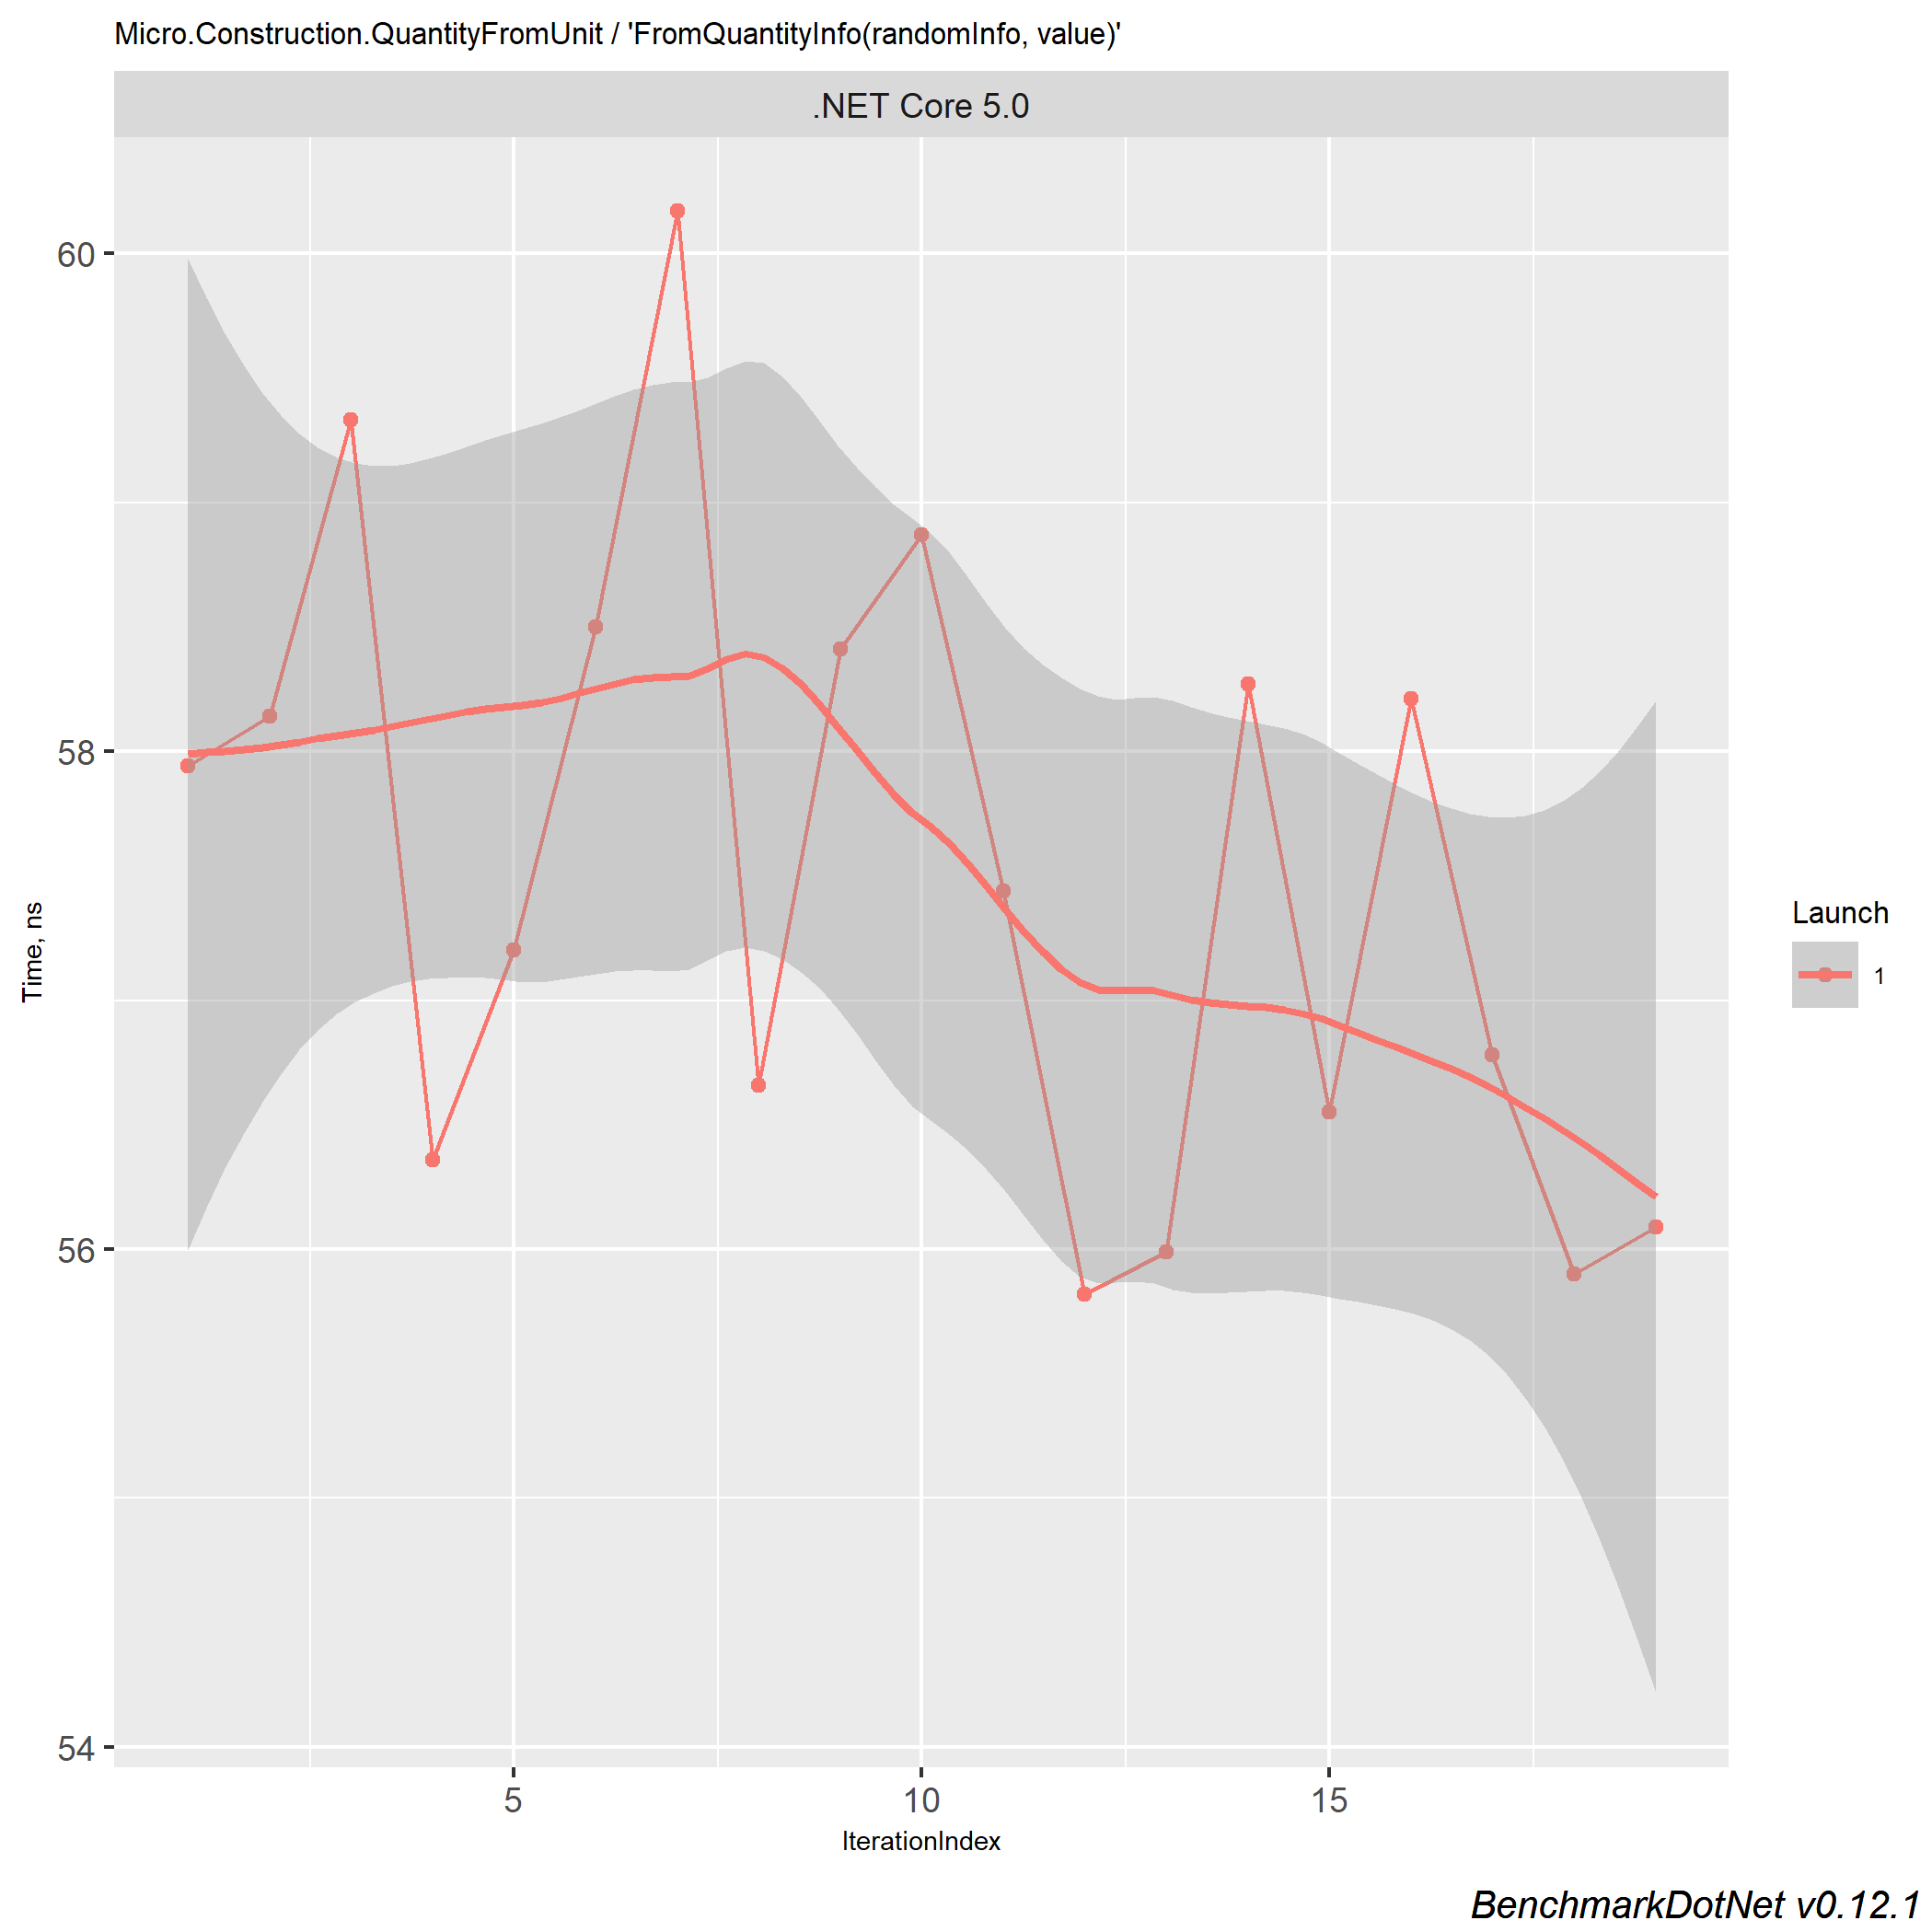 Micro.Construction.QuantityFromUnit / 'FromQuantityInfo(randomInfo, value)'
.NET Core 5.0
60
58
56
54
Time, ns
5
10
15
IterationIndex
Launch
1
BenchmarkDotNet v0.12.1